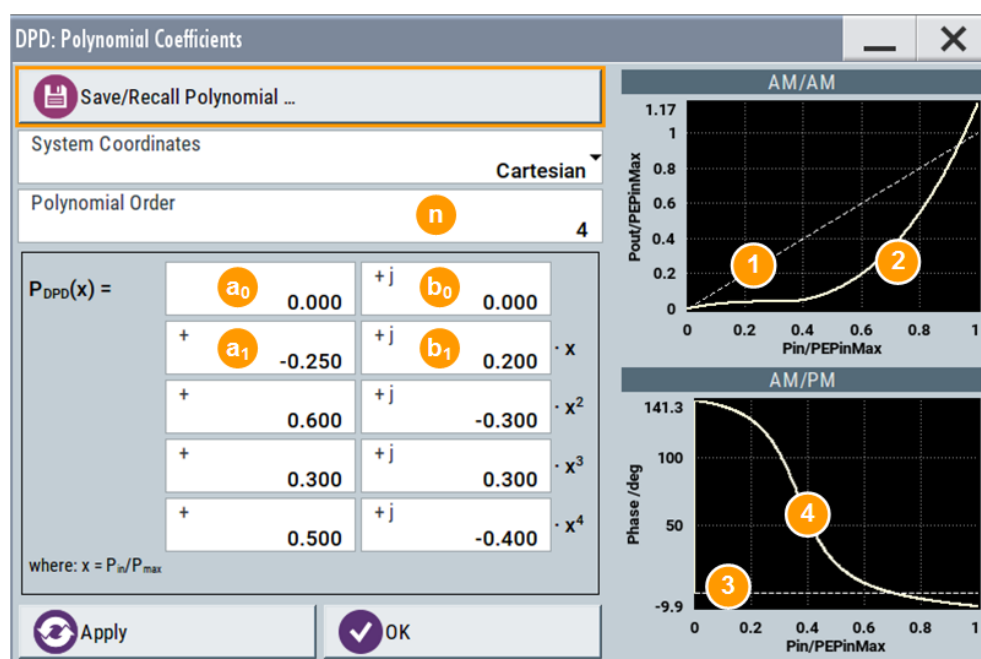 DPD: Polynomial Coefficients
Save/Recall Polynomial ...
System Coordinates
Cartesian
Polynomial Order
n
4
P_DPD(x) =
a₀ 0.000 +j b₀ 0.000
+ a₁ -0.250 +j b₁ 0.200 · x
+ 0.600 +j -0.300 · x²
+ 0.300 +j 0.300 · x³
+ 0.500 +j -0.400 · x⁴
where: x = P_in/P_max
Apply
OK
AM/AM
1.17
1
0.8
0.6
0.4
0.2
0
Pout/PEPinMax
1
2
0 0.2 0.4 0.6 0.8 1
Pin/PEPinMax
AM/PM
141.3
100
50
-9.9
Phase /deg
4
3
0 0.2 0.4 0.6 0.8 1
Pin/PEPinMax